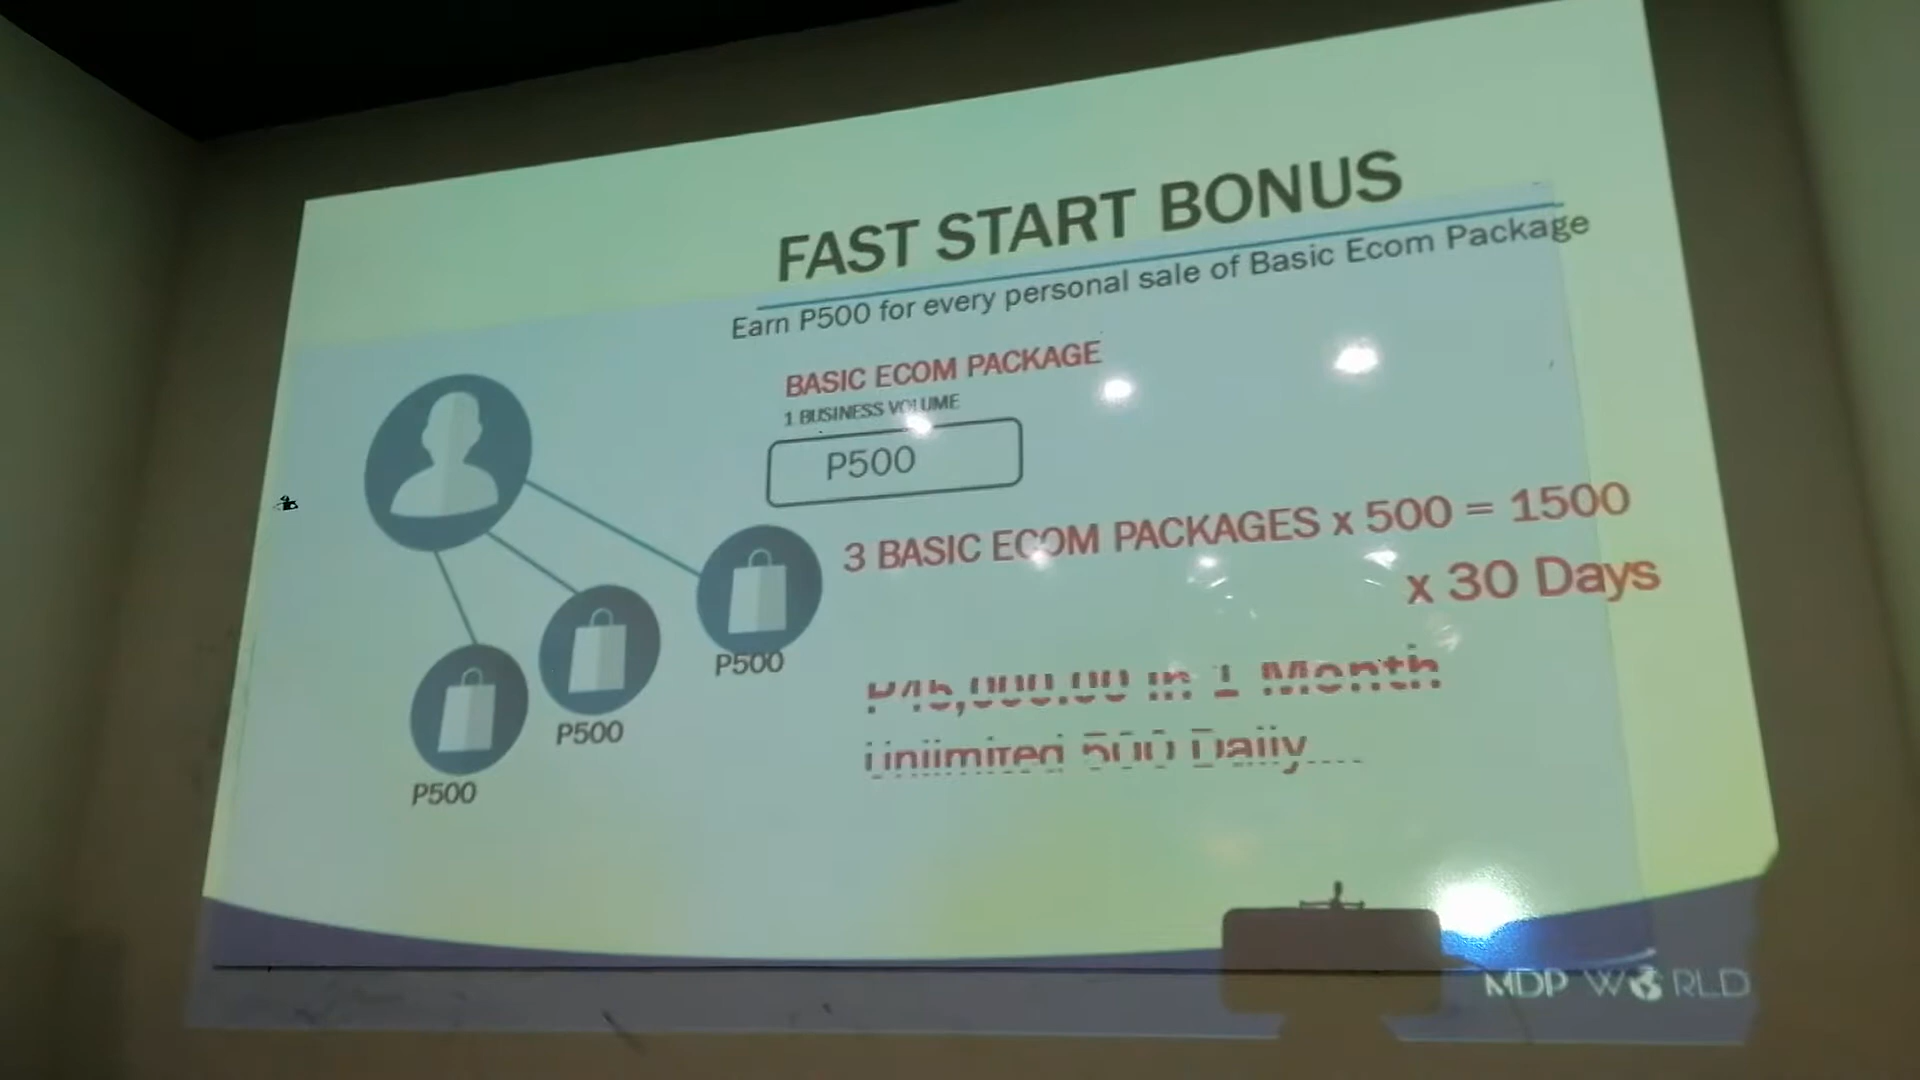 FAST START BONUS
Earn P500 for every personal sale of Basic Ecom Package
BASIC ECOM PACKAGE
1 BUSINESS VOLUME
P500
3 BASIC ECOM PACKAGES x 500 = 1500
x 30 Days
P45,000.00 in 1 Month
Unlimited 500 Daily....
P500
P500
P500
MDP WORLD